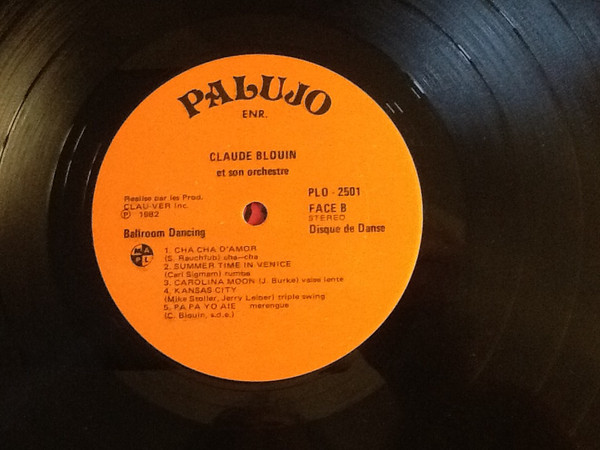 PALUJO
ENR.
CLAUDE BLOUIN
et son orchestre
Realise par les Prod.
CLAU-VER Inc.
℗ 1982
PLO - 2501
FACE B
STEREO
Ballroom Dancing
Disque de Danse
MAPL
1. CHA CHA D'AMOR
(S. Rauchfub) cha-cha
2. SUMMER TIME IN VENICE
(Carl Sigmam) rumba
3. CAROLINA MOON (J. Burke) valse lente
4. KANSAS CITY
(Mike Stoller, Jerry Leiber) triple swing
5. PA PA YO AIE merengue
(C. Blouin, s.d.e.)